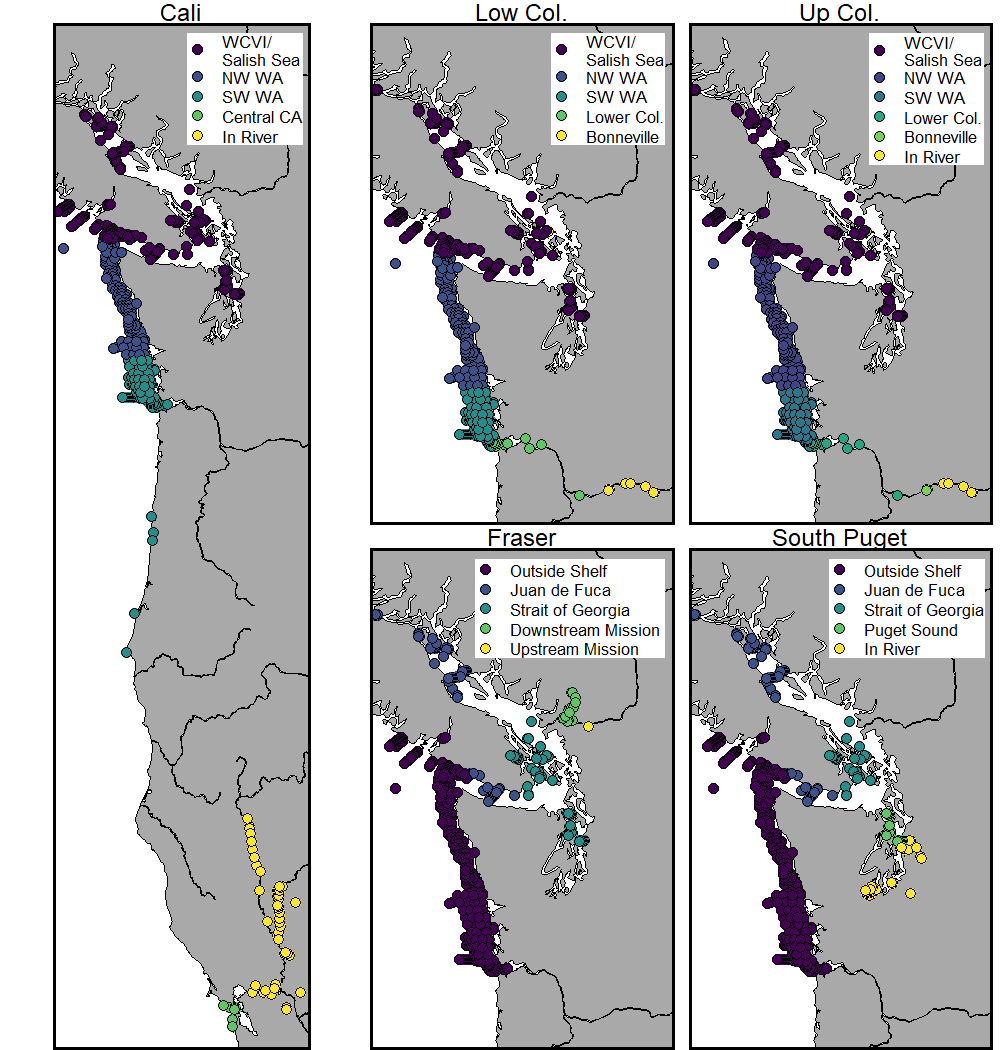 Cali
WCVI/
Salish Sea
NW WA
SW WA
Central CA
In River
Low Col.
WCVI/
Salish Sea
NW WA
SW WA
Lower Col.
Bonneville
Up Col.
WCVI/
Salish Sea
NW WA
SW WA
Lower Col.
Bonneville
In River
Fraser
Outside Shelf
Juan de Fuca
Strait of Georgia
Downstream Mission
Upstream Mission
South Puget
Outside Shelf
Juan de Fuca
Strait of Georgia
Puget Sound
In River